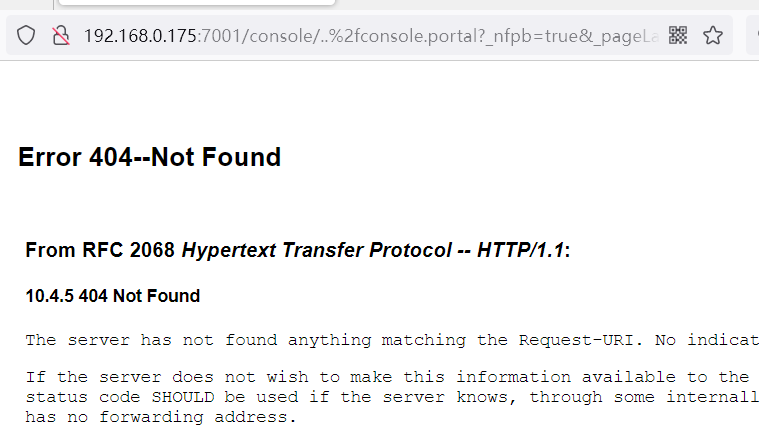 192.168.0.175:7001/console/..%2fconsole.portal?_nfpb=true&_pageLa
Error 404--Not Found
From RFC 2068 Hypertext Transfer Protocol -- HTTP/1.1:
10.4.5 404 Not Found
The server has not found anything matching the Request-URI. No indicat
If the server does not wish to make this information available to the
status code SHOULD be used if the server knows, through some internall
has no forwarding address.